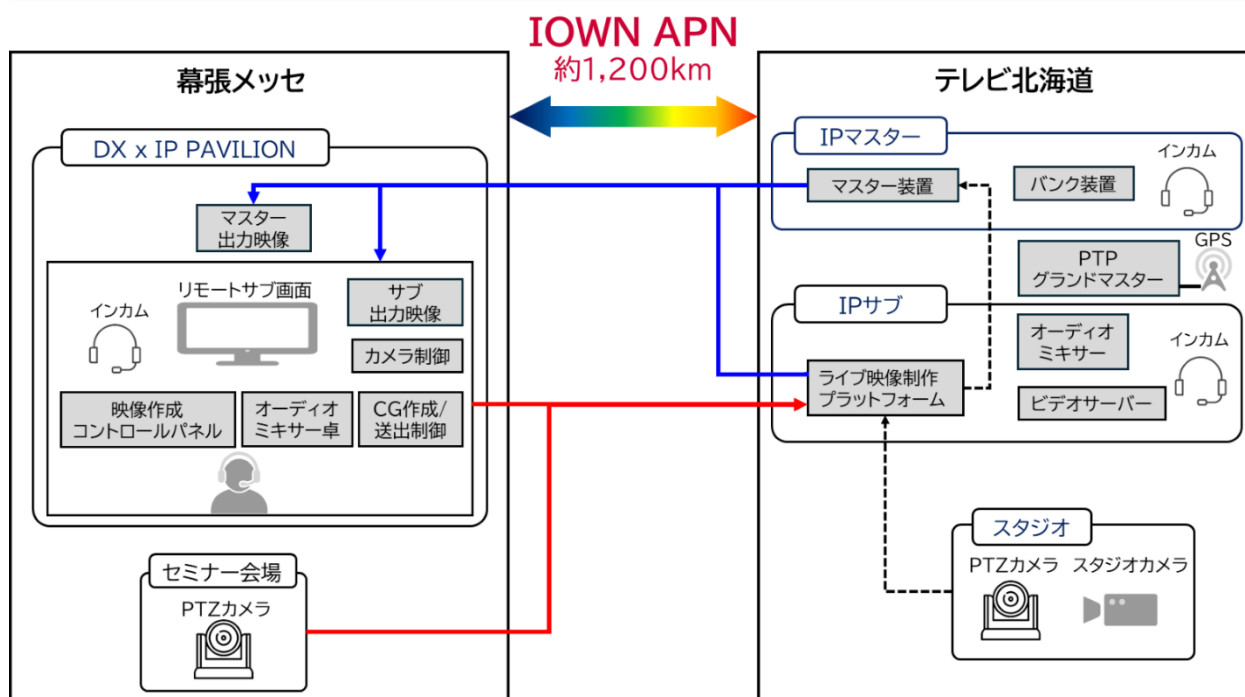 IOWN APN
約1,200km
幕張メッセ
DX x IP PAVILION
マスター
出力映像
リモートサブ画面
インカム
サブ
出力映像
カメラ制御
映像作成
コントロールパネル
オーディオ
ミキサー卓
CG作成/
送出制御
セミナー会場
PTZカメラ
テレビ北海道
IPマスター
マスター装置
バンク装置
インカム
GPS
PTP
グランドマスター
IPサブ
ライブ映像制作
プラットフォーム
オーディオ
ミキサー
ビデオサーバー
インカム
スタジオ
PTZカメラ
スタジオカメラ